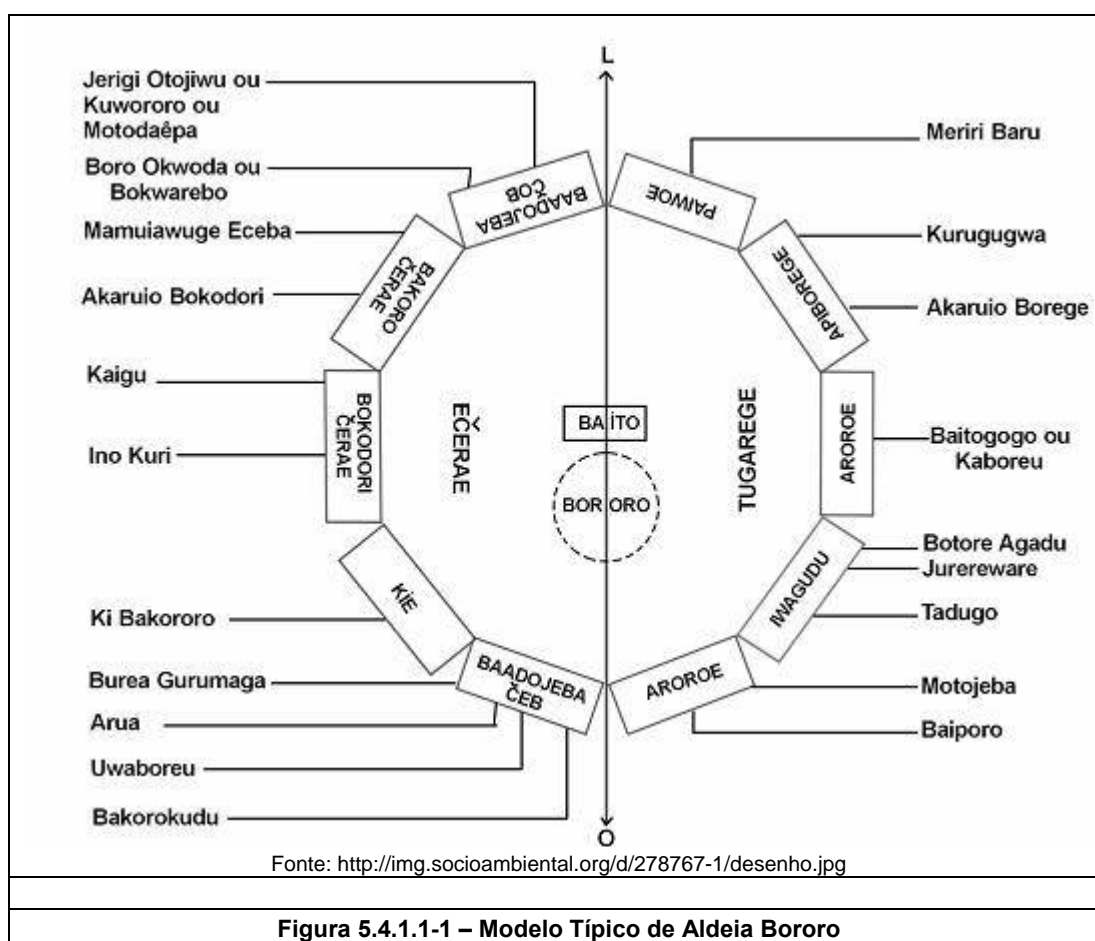 L
Jerigi Otojiwu ou
Kuwororo ou
Motodaêpa
Boro Okwoda ou
Bokwarebo
Mamuiawuge Eceba
Akaruio Bokodori
Kaigu
Ino Kuri
Ki Bakororo
Burea Gurumaga
Arua
Uwaboreu
Bakorokudu
BAADOJEBA
ČOB
BAKORO
ČERAE
BOKODORI
ČERAE
KIE
BAADOJEBA
ČEB
EČERAE
BAÍTO
BORORO
TUGAREGE
PAIWOE
APIBOREGE
AROROE
IWAGUDU
AROROE
Meriri Baru
Kurugugwa
Akaruio Borege
Baitogogo ou
Kaboreu
Botore Agadu
Jurereware
Tadugo
Motojeba
Baiporo
O
Fonte: http://img.socioambiental.org/d/278767-1/desenho.jpg
Figura 5.4.1.1-1 – Modelo Típico de Aldeia Bororo